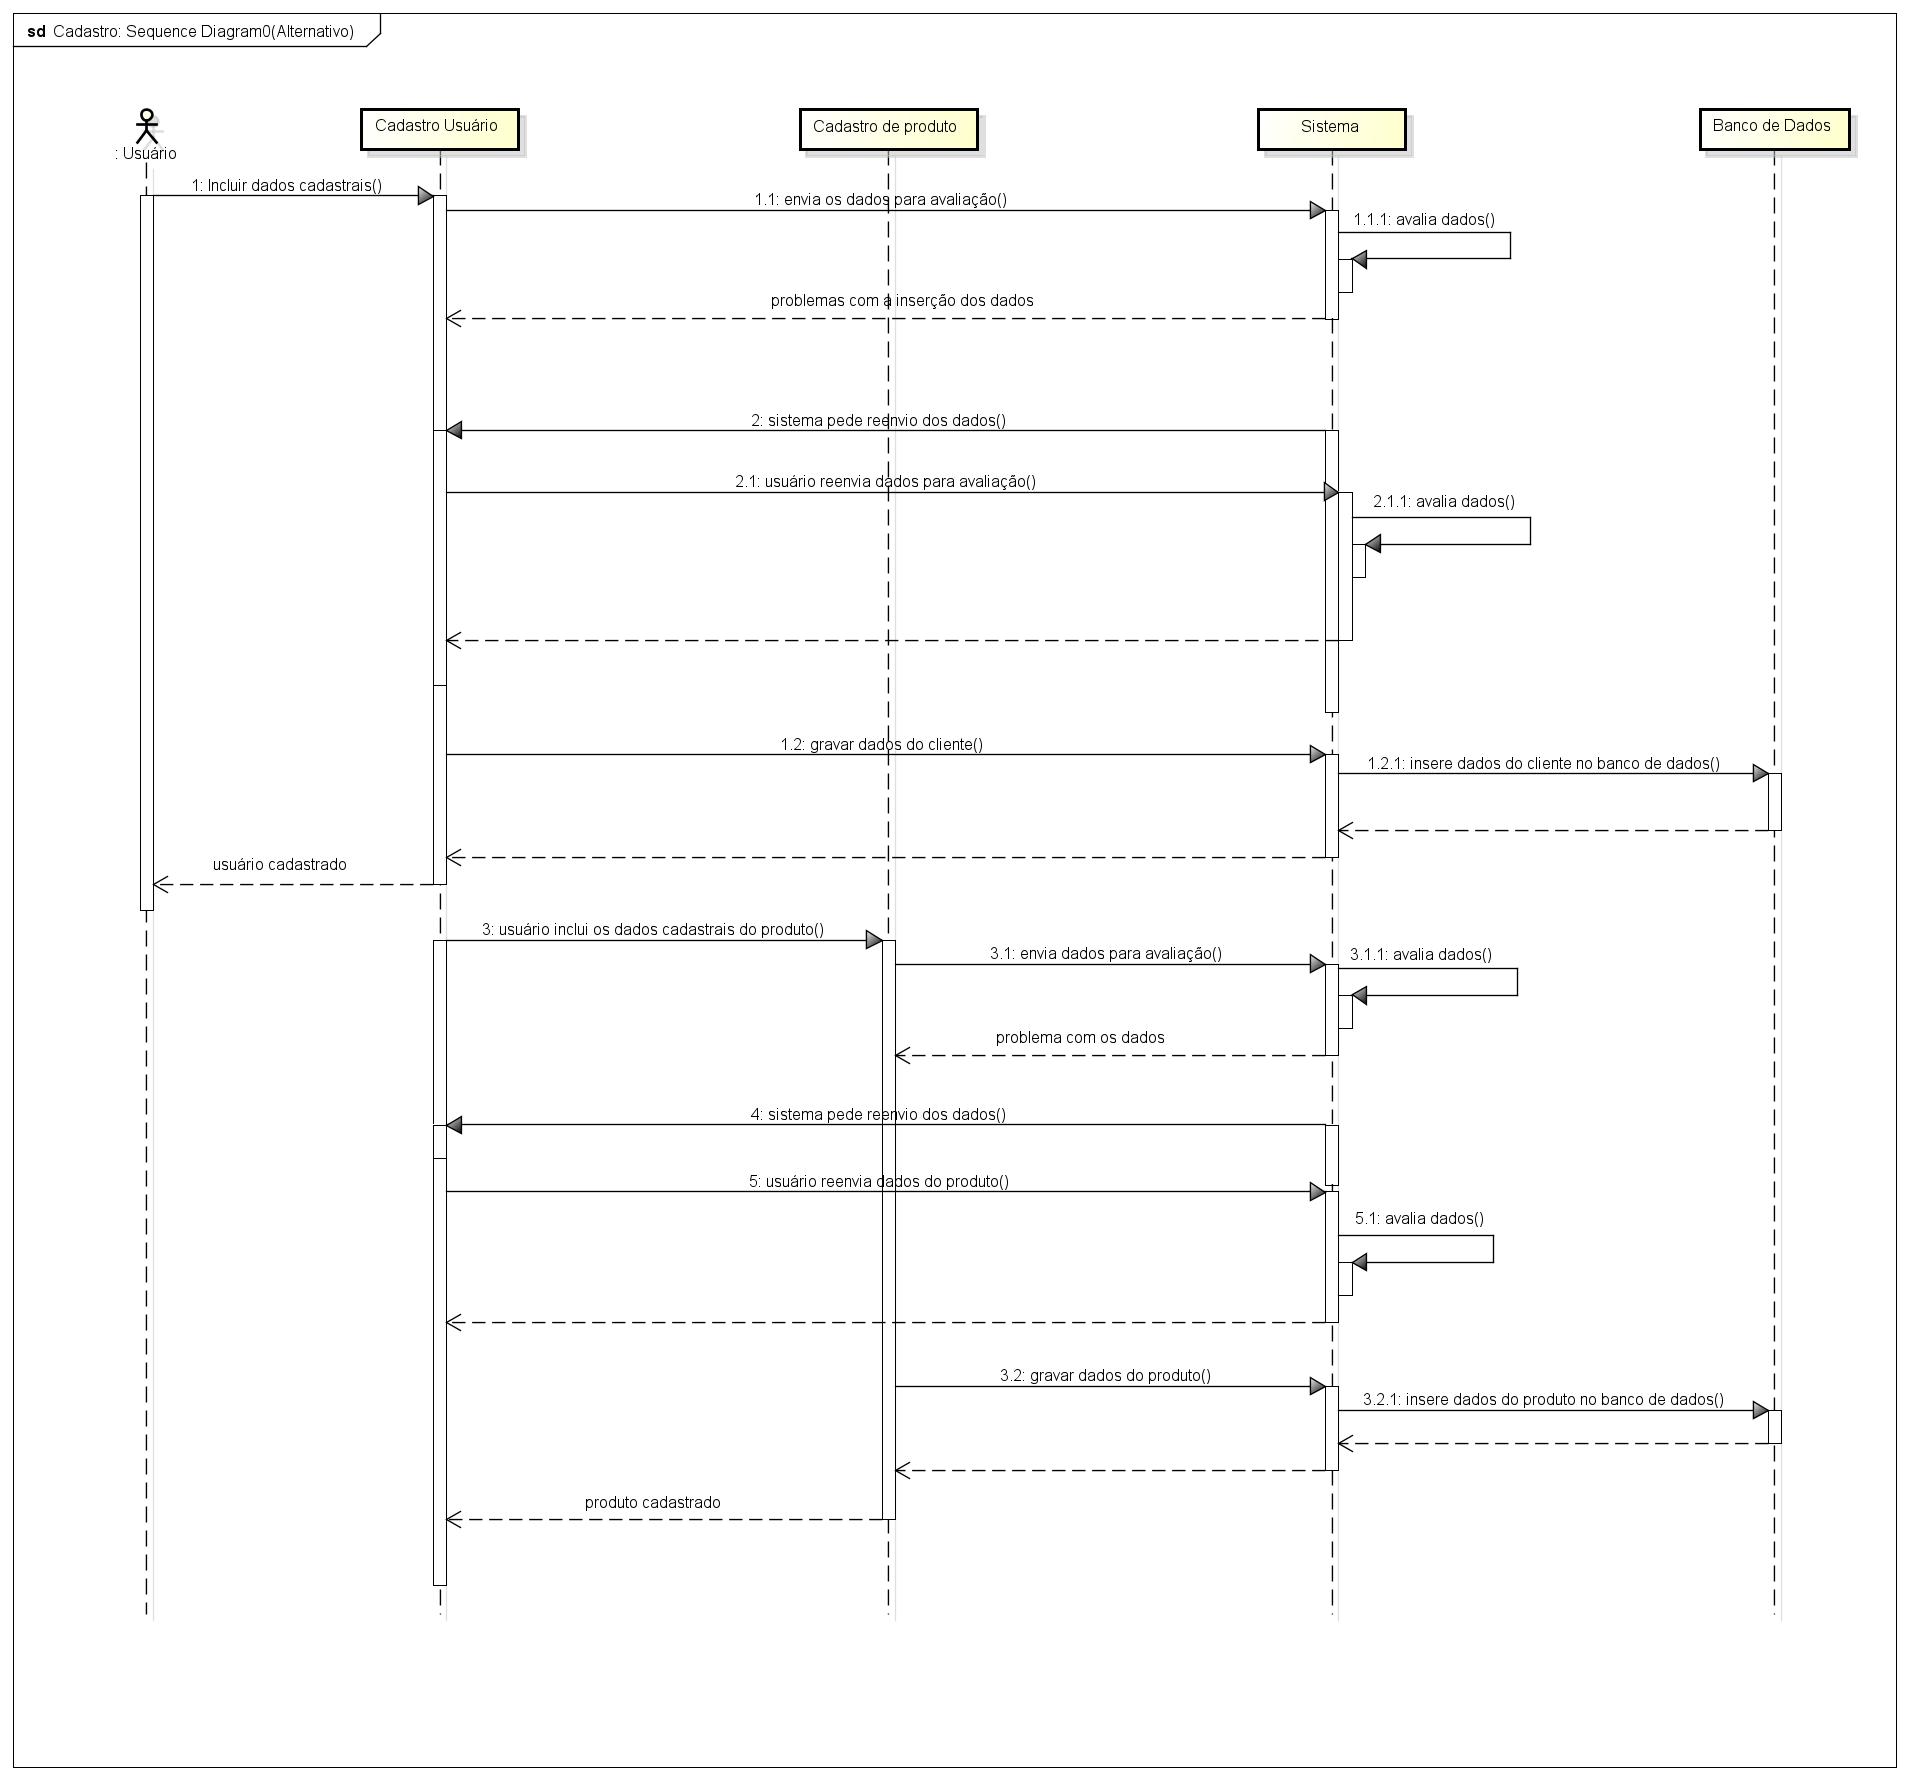 sd Cadastro: Sequence Diagram0(Alternativo)
: Usuário
Cadastro Usuário
Cadastro de produto
Sistema
Banco de Dados
1: Incluir dados cadastrais()
1.1: envia os dados para avaliação()
1.1.1: avalia dados()
problemas com a inserção dos dados
2: sistema pede reenvio dos dados()
2.1: usuário reenvia dados para avaliação()
2.1.1: avalia dados()
1.2: gravar dados do cliente()
1.2.1: insere dados do cliente no banco de dados()
usuário cadastrado
3: usuário inclui os dados cadastrais do produto()
3.1: envia dados para avaliação()
3.1.1: avalia dados()
problema com os dados
4: sistema pede reenvio dos dados()
5: usuário reenvia dados do produto()
5.1: avalia dados()
3.2: gravar dados do produto()
3.2.1: insere dados do produto no banco de dados()
produto cadastrado